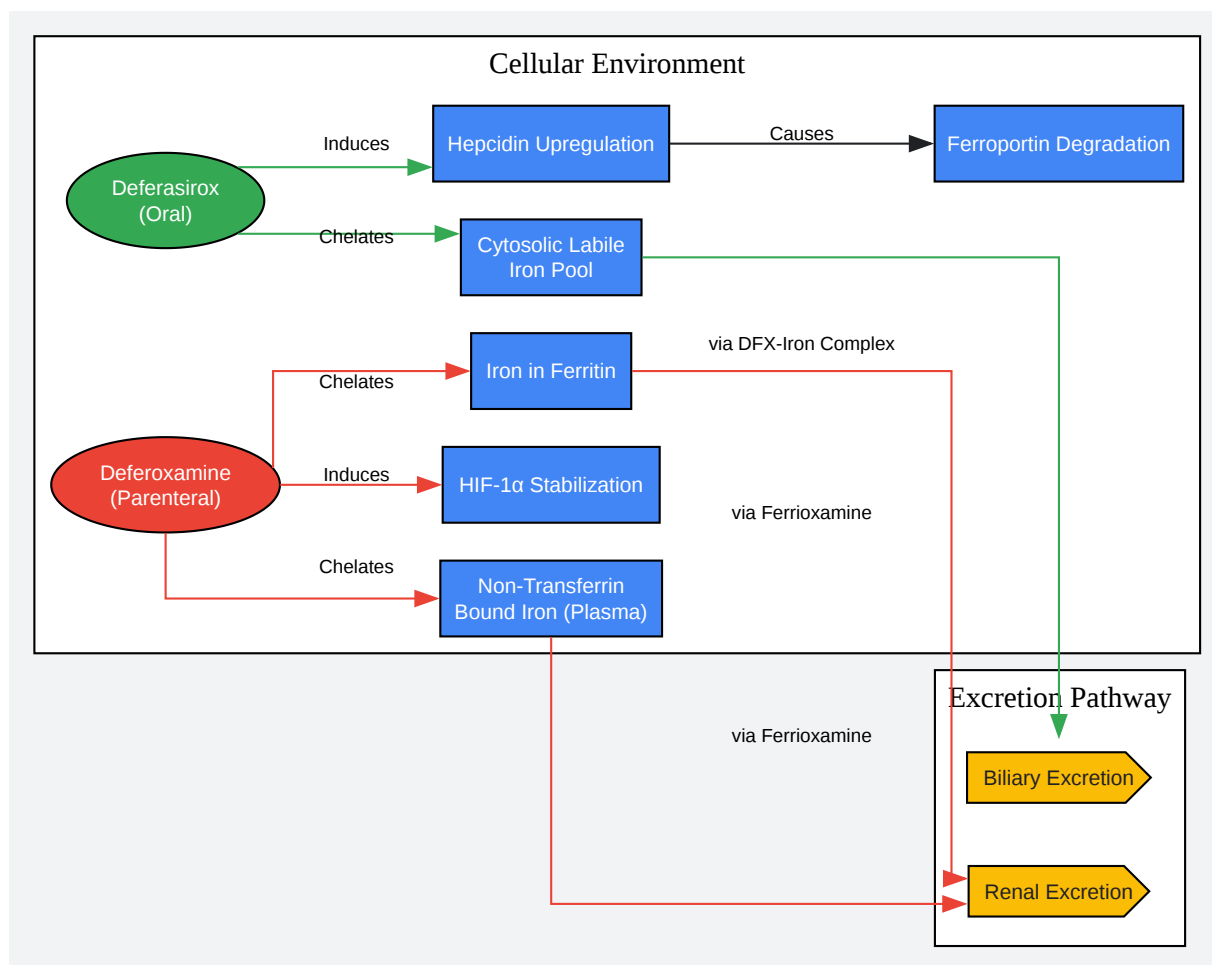 Cellular Environment
Induces
Hepcidin Upregulation
Causes
Ferroportin Degradation
Deferasirox
(Oral)
Chelates
Cytosolic Labile
Iron Pool
via DFX-Iron Complex
Iron in Ferritin
Chelates
Deferoxamine
(Parenteral)
Induces
HIF-1α Stabilization
via Ferrioxamine
Chelates
Non-Transferrin
Bound Iron (Plasma)
Excretion Pathway
via Ferrioxamine
Biliary Excretion
Renal Excretion